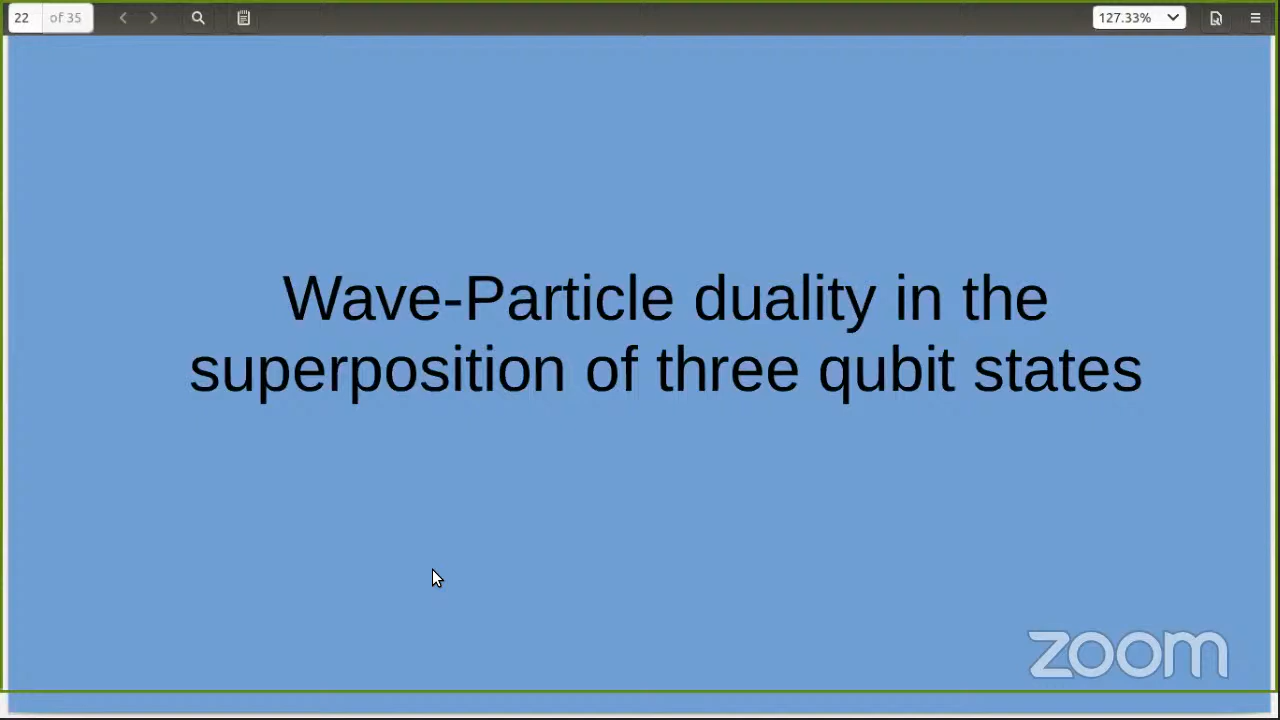 22 of 35
127.33%
Wave-Particle duality in the
superposition of three qubit states
zoom